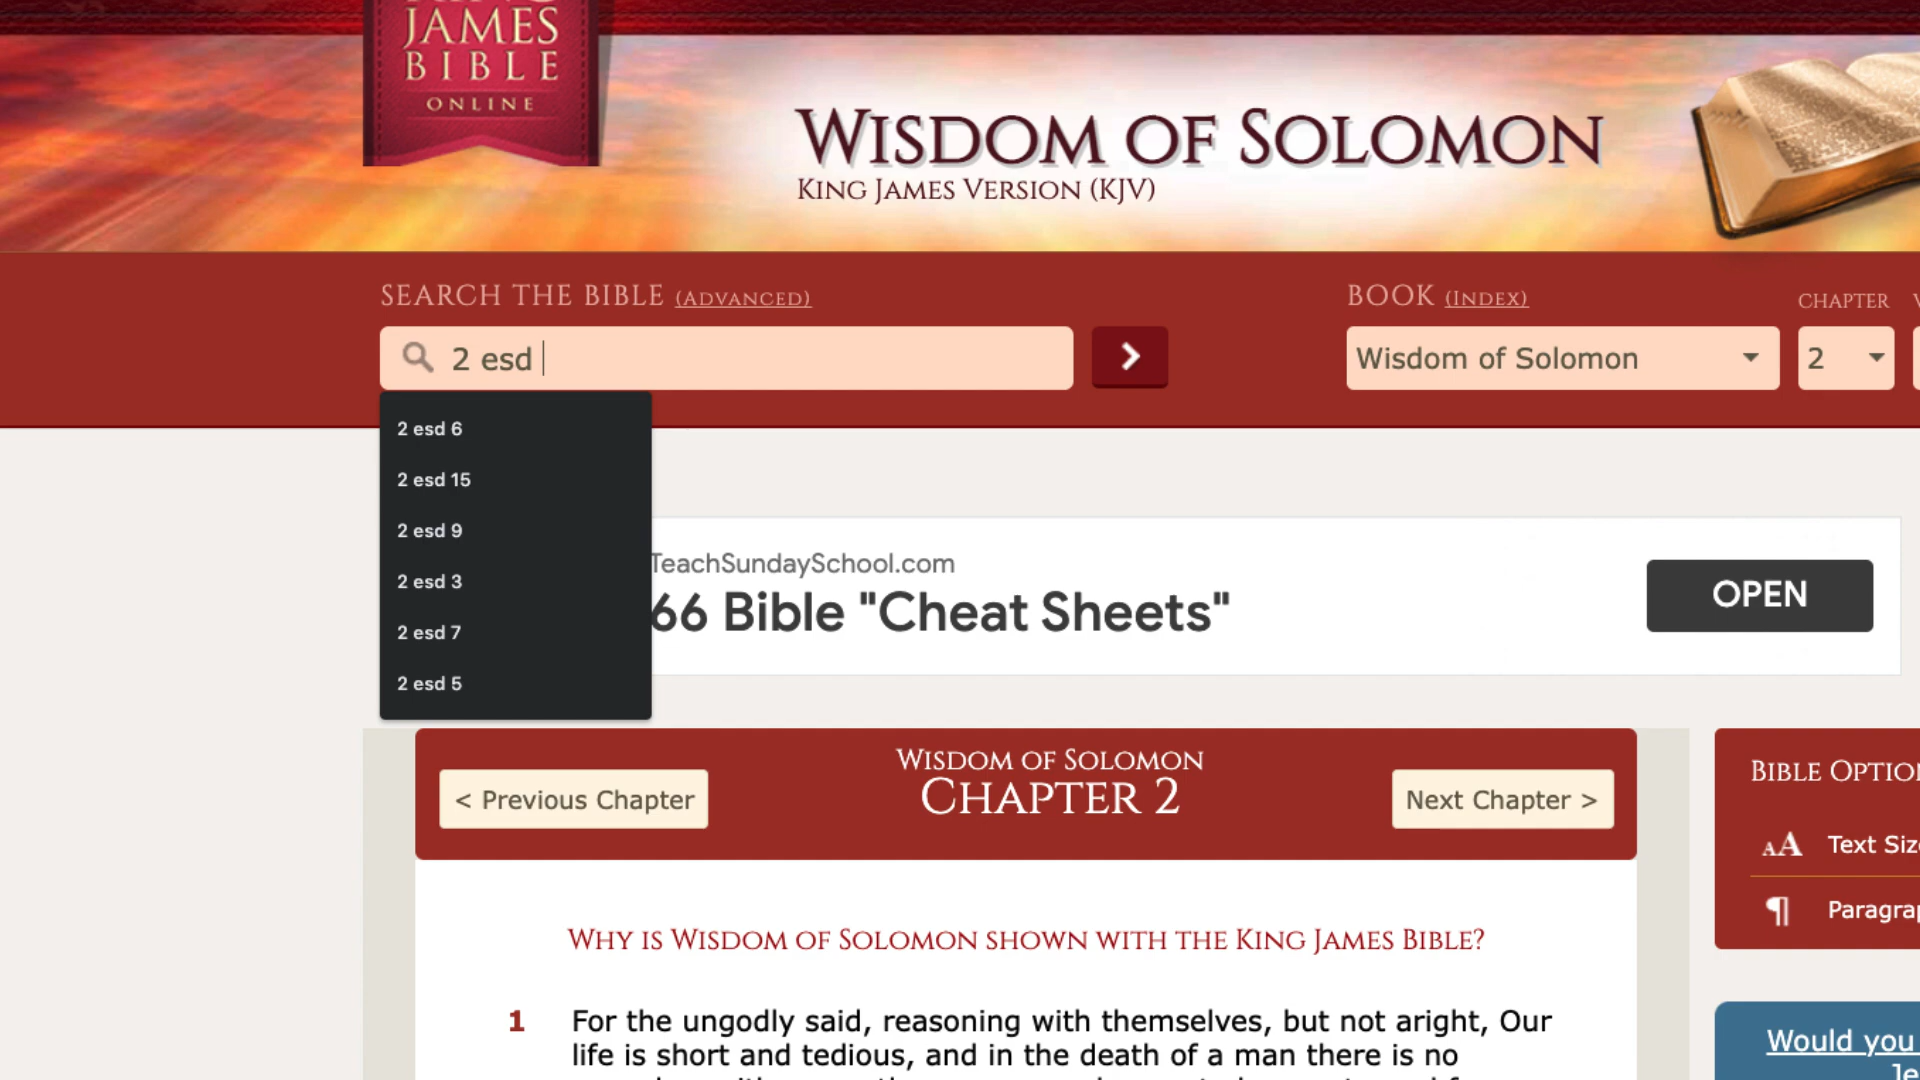 JAMES
BIBLE
ONLINE
WISDOM OF SOLOMON
KING JAMES VERSION (KJV)
SEARCH THE BIBLE (ADVANCED)
BOOK (INDEX)
CHAPTER
2 esd
Wisdom of Solomon
2
2 esd 6
2 esd 15
2 esd 9
2 esd 3
2 esd 7
2 esd 5
TeachSundaySchool.com
66 Bible "Cheat Sheets"
OPEN
< Previous Chapter
WISDOM OF SOLOMON
CHAPTER 2
Next Chapter >
BIBLE OPTIO
AA Text Siz
¶ Paragra
WHY IS WISDOM OF SOLOMON SHOWN WITH THE KING JAMES BIBLE?
1 For the ungodly said, reasoning with themselves, but not aright, Our
life is short and tedious, and in the death of a man there is no
Would you